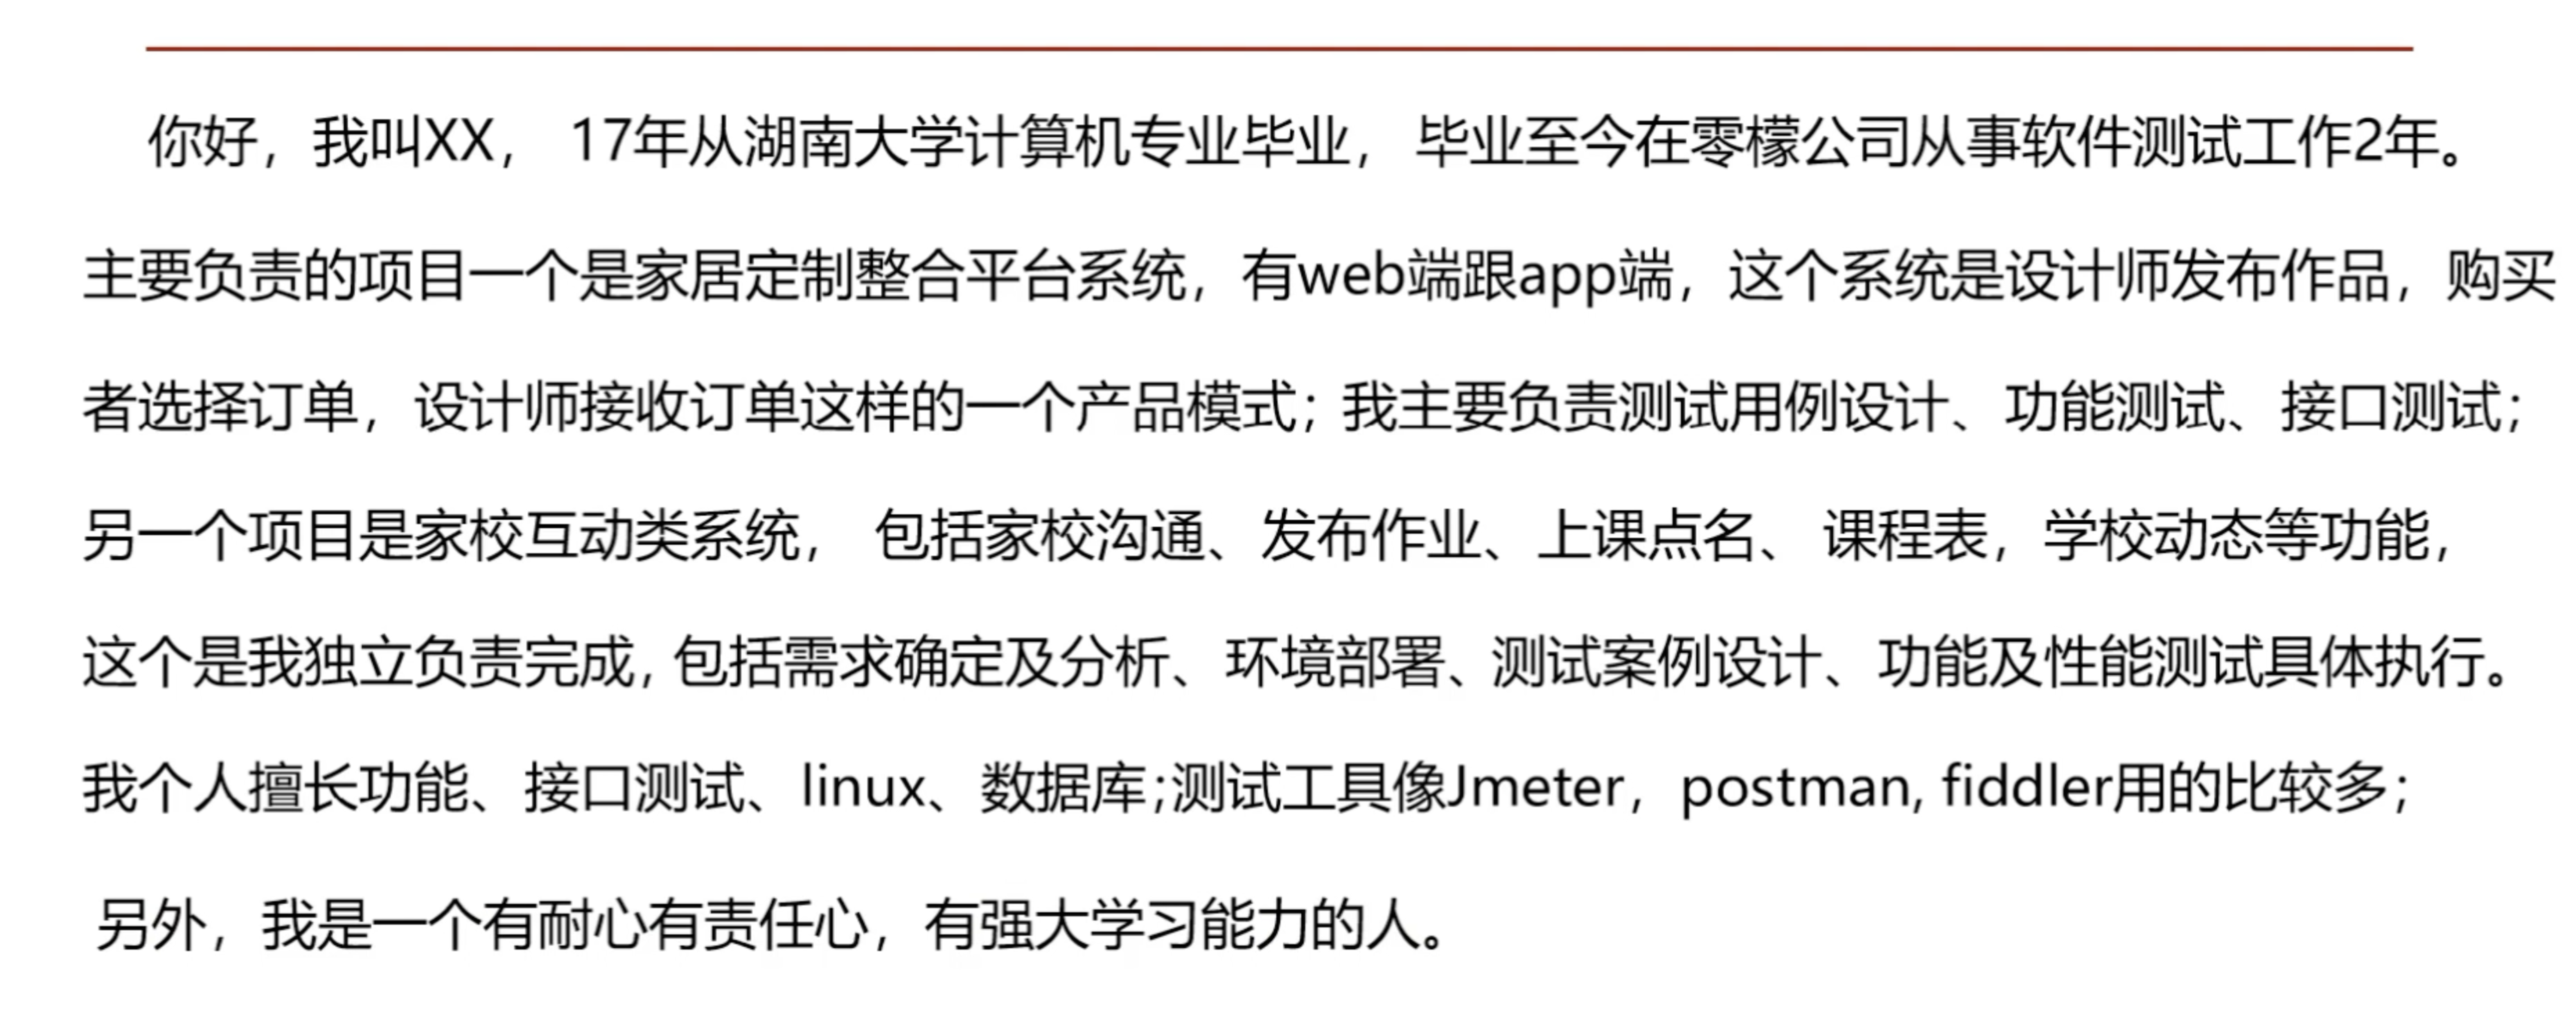 你好，我叫XX， 17年从湖南大学计算机专业毕业， 毕业至今在零檬公司从事软件测试工作2年。
主要负责的项目一个是家居定制整合平台系统，有web端跟app端，这个系统是设计师发布作品，购买
者选择订单，设计师接收订单这样的一个产品模式；我主要负责测试用例设计、功能测试、接口测试；
另一个项目是家校互动类系统， 包括家校沟通、发布作业、上课点名、 课程表，学校动态等功能，
这个是我独立负责完成, 包括需求确定及分析、环境部署、测试案例设计、功能及性能测试具体执行。
我个人擅长功能、接口测试、linux、数据库;测试工具像Jmeter，postman, fiddler用的比较多；
另外，我是一个有耐心有责任心，有强大学习能力的人。